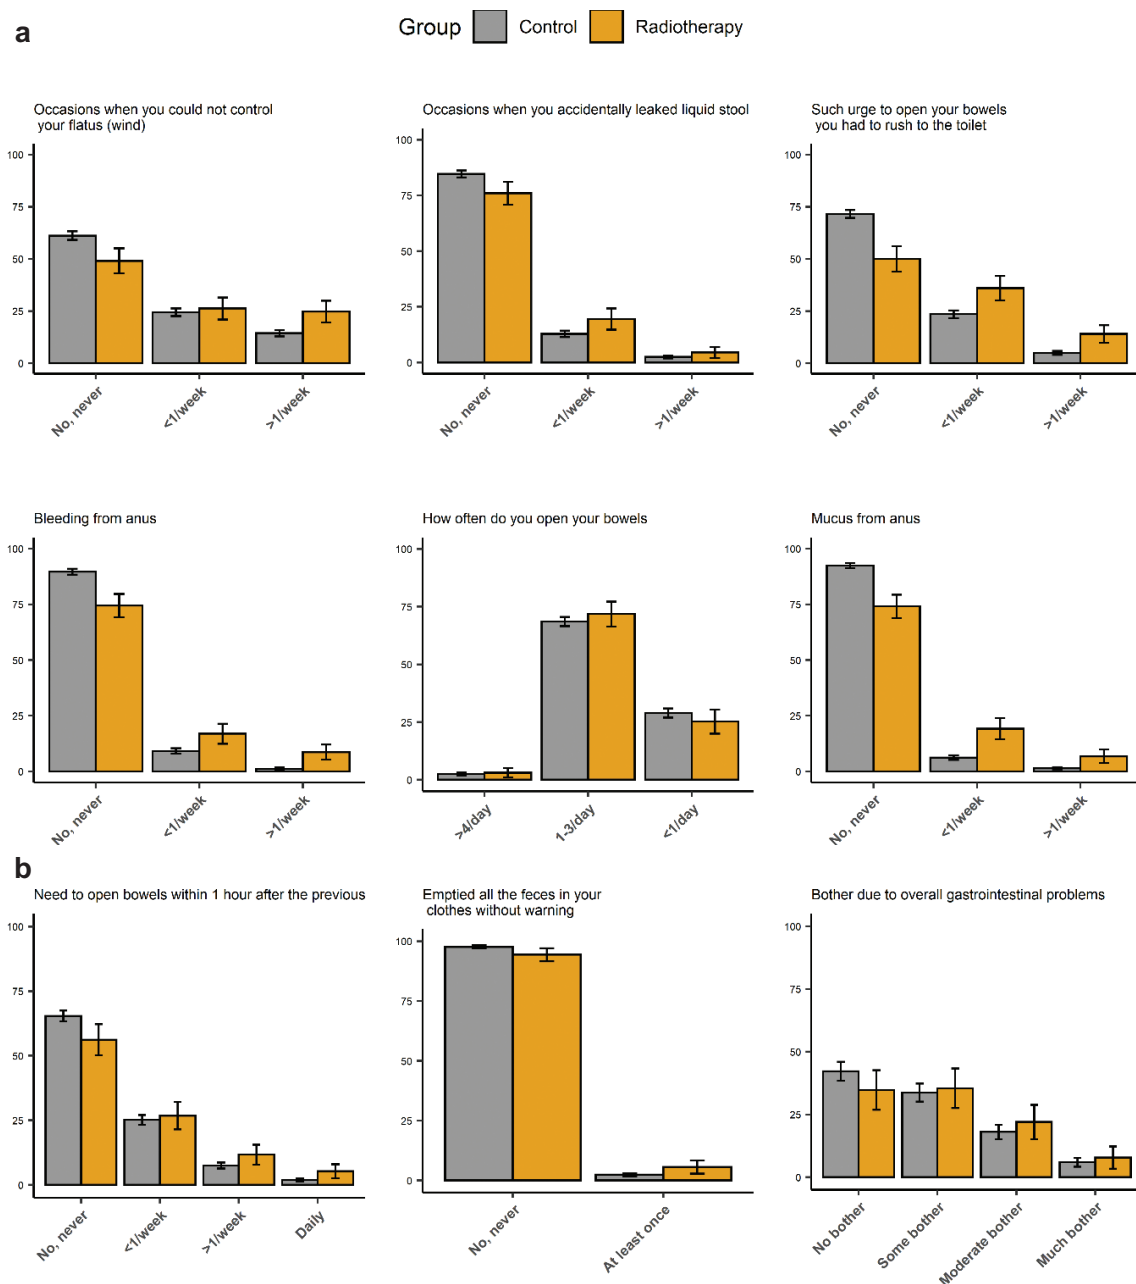 a
Group Control Radiotherapy
Occasions when you could not control
your flatus (wind)
100
75
50
25
0
No, never
<1/week
>1/week
Occasions when you accidentally leaked liquid stool
100
75
50
25
0
No, never
<1/week
>1/week
Such urge to open your bowels
you had to rush to the toilet
100
75
50
25
0
No, never
<1/week
>1/week
Bleeding from anus
100
75
50
25
0
No, never
<1/week
>1/week
How often do you open your bowels
100
75
50
25
0
>4/day
1-3/day
<1/day
Mucus from anus
100
75
50
25
0
No, never
<1/week
>1/week
b
Need to open bowels within 1 hour after the previous
100
75
50
25
0
No, never
<1/week
>1/week
Daily
Emptied all the feces in your
clothes without warning
100
75
50
25
0
No, never
At least once
Bother due to overall gastrointestinal problems
100
75
50
25
0
No bother
Some bother
Moderate bother
Much bother